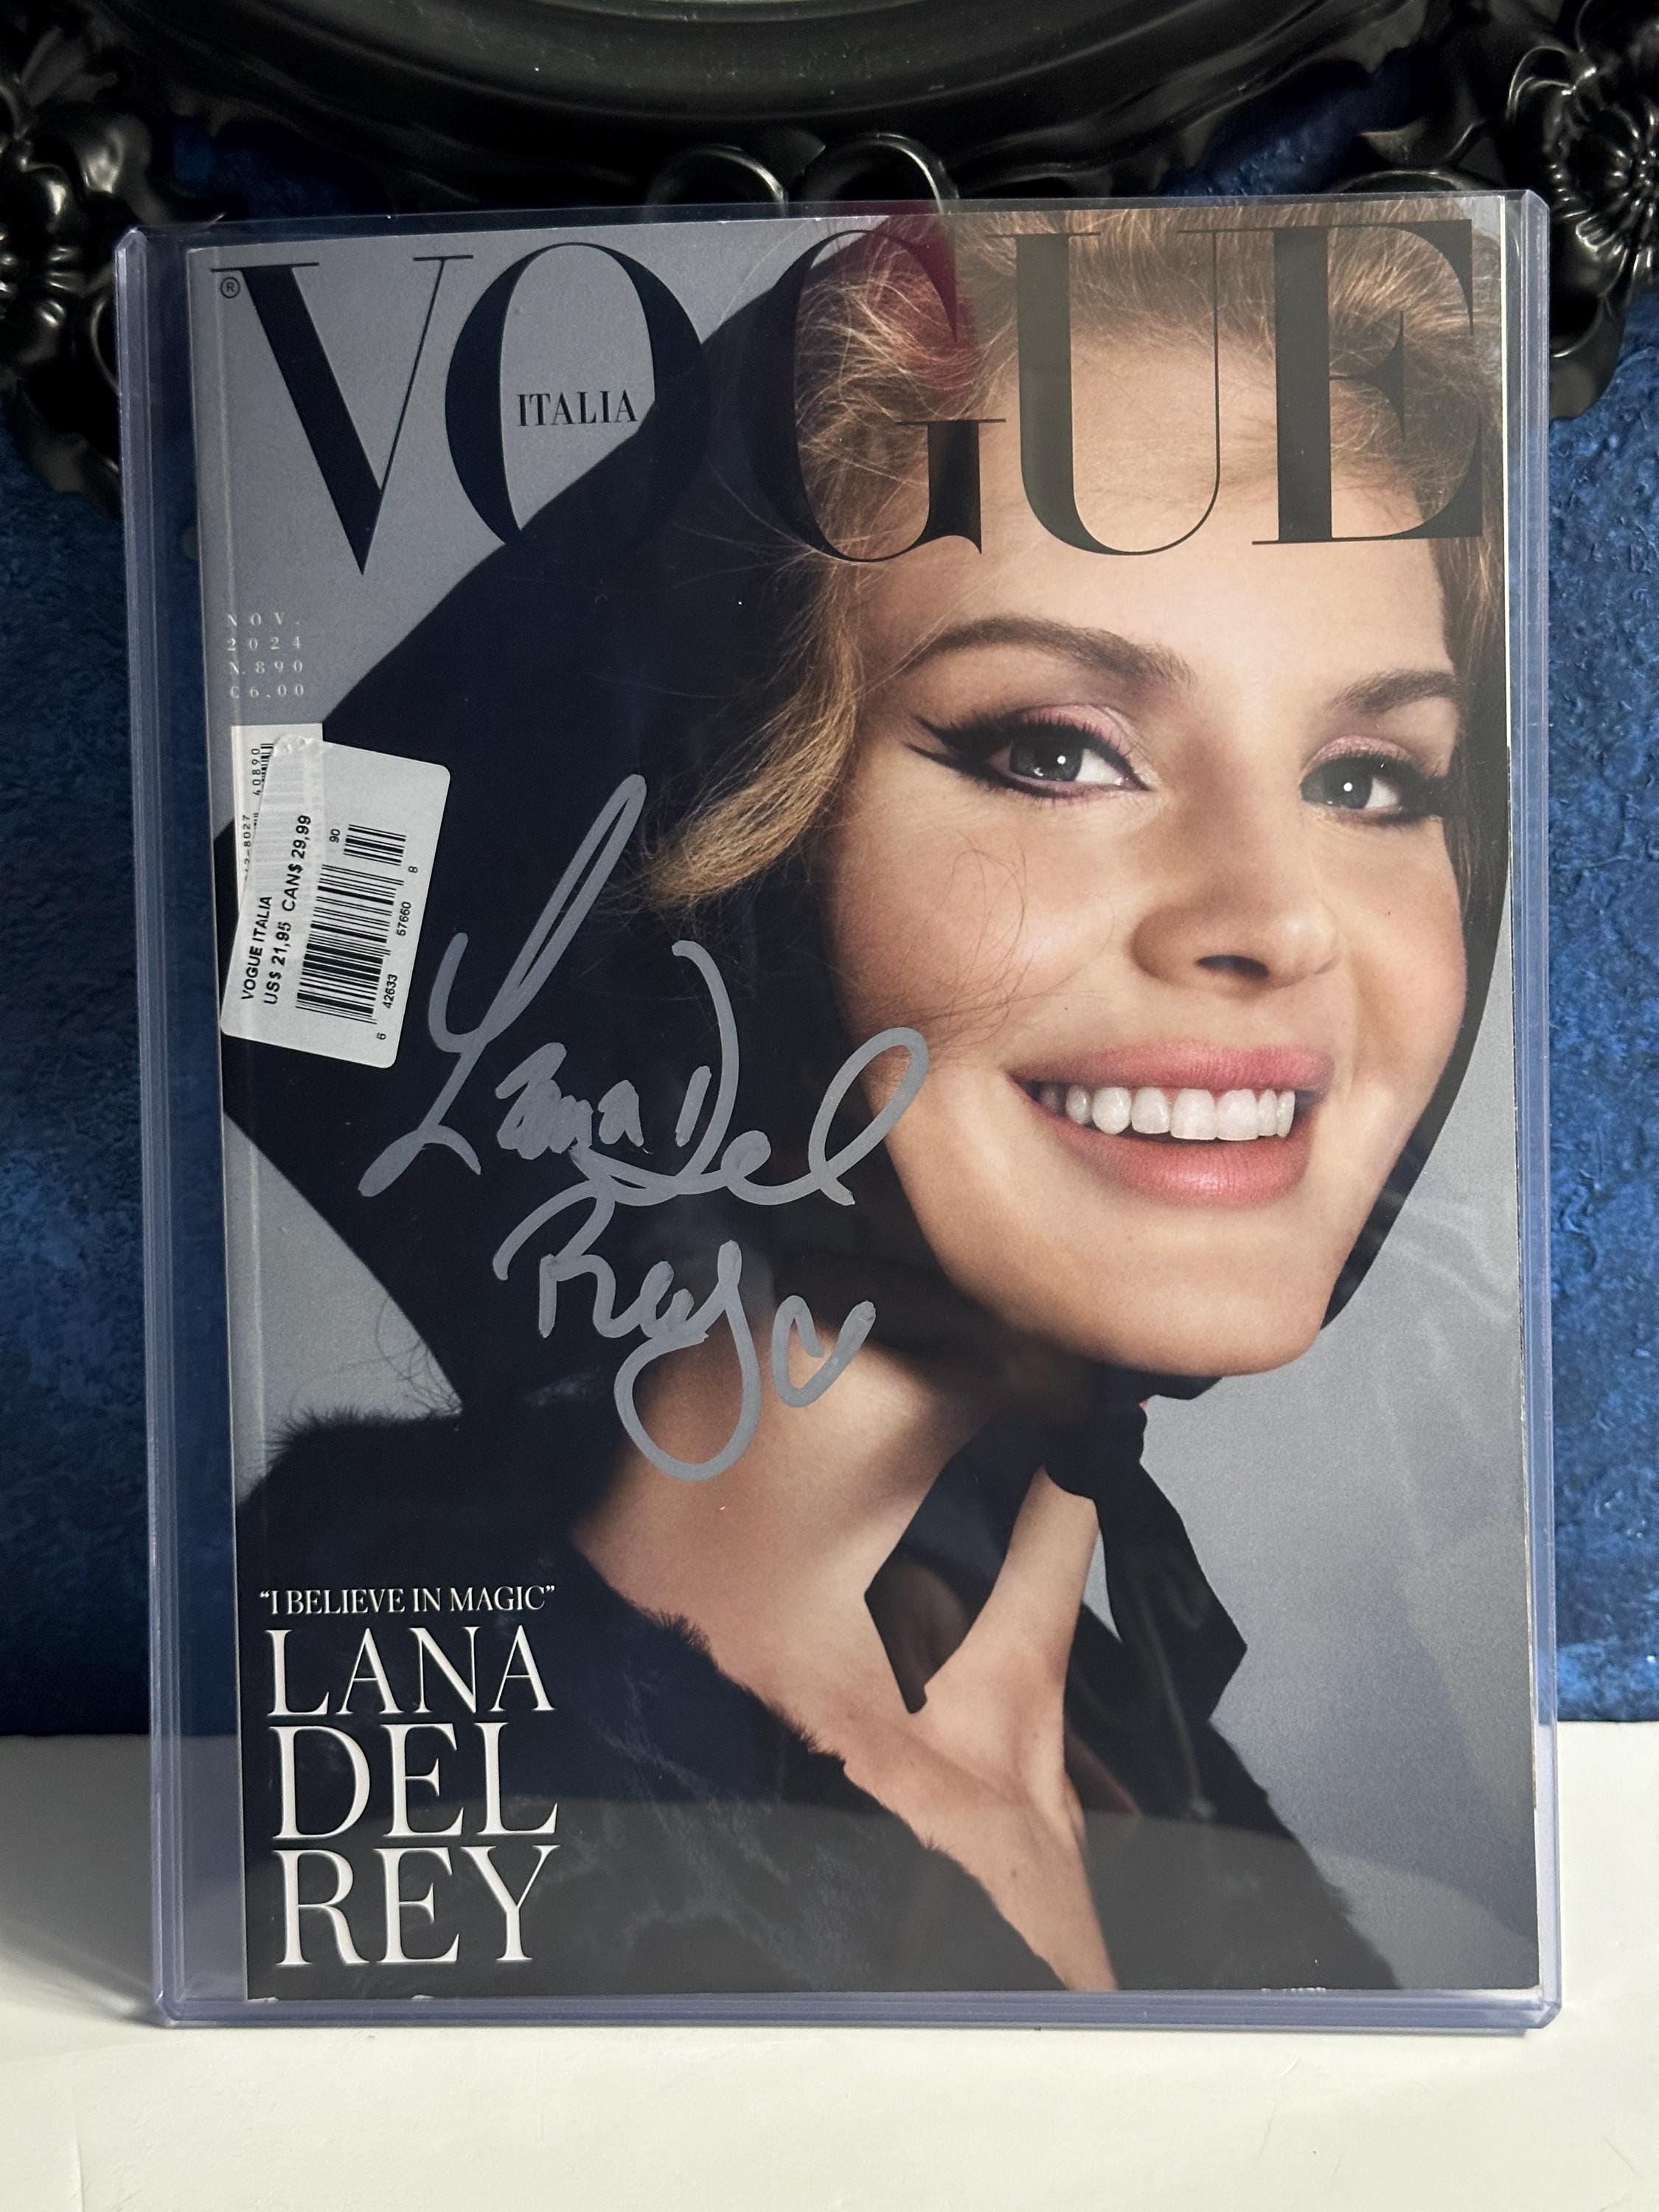 VOGUE
®
ITALIA
NOV.
2024
N.890
€6,00
40890
VOGUE ITALIA
US$ 21,95 CAN$ 29,99
90
6 42633 57660 8
Lana Del
Rey
“I BELIEVE IN MAGIC”
LANA
DEL
REY